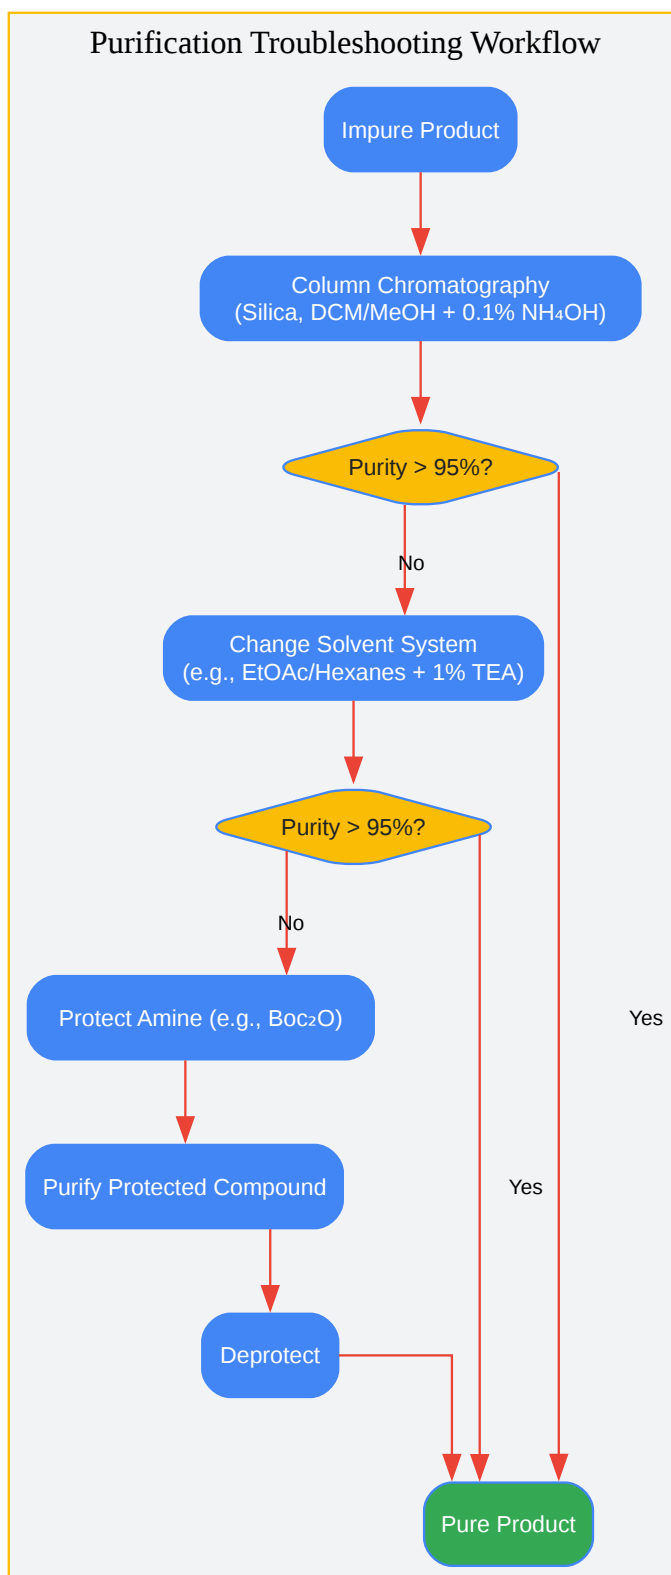 Purification Troubleshooting Workflow
Impure Product
Column Chromatography
(Silica, DCM/MeOH + 0.1% NH₄OH)
Purity > 95%?
No
Change Solvent System
(e.g., EtOAc/Hexanes + 1% TEA)
Purity > 95%?
No
Protect Amine (e.g., Boc₂O)
Yes
Purify Protected Compound
Yes
Deprotect
Pure Product